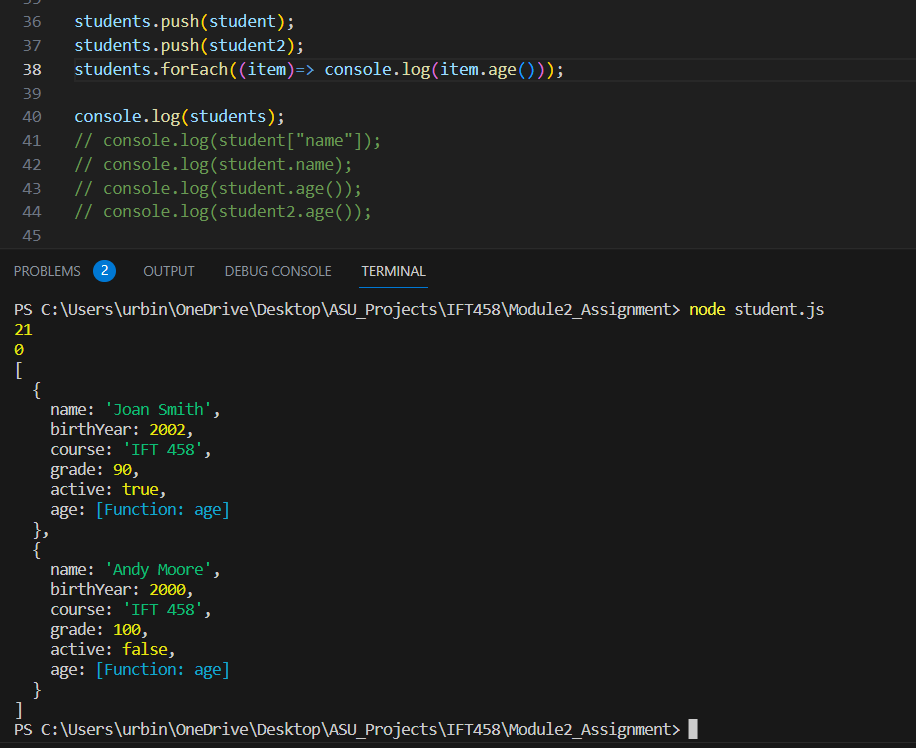 36 students.push(student);
37 students.push(student2);
38 students.forEach((item)=> console.log(item.age()));
39
40 console.log(students);
41 // console.log(student["name"]);
42 // console.log(student.name);
43 // console.log(student.age());
44 // console.log(student2.age());
45
PROBLEMS 2 OUTPUT DEBUG CONSOLE TERMINAL
PS C:\Users\urbin\OneDrive\Desktop\ASU_Projects\IFT458\Module2_Assignment> node student.js
21
0
[
  {
    name: 'Joan Smith',
    birthYear: 2002,
    course: 'IFT 458',
    grade: 90,
    active: true,
    age: [Function: age]
  },
  {
    name: 'Andy Moore',
    birthYear: 2000,
    course: 'IFT 458',
    grade: 100,
    active: false,
    age: [Function: age]
  }
]
PS C:\Users\urbin\OneDrive\Desktop\ASU_Projects\IFT458\Module2_Assignment>